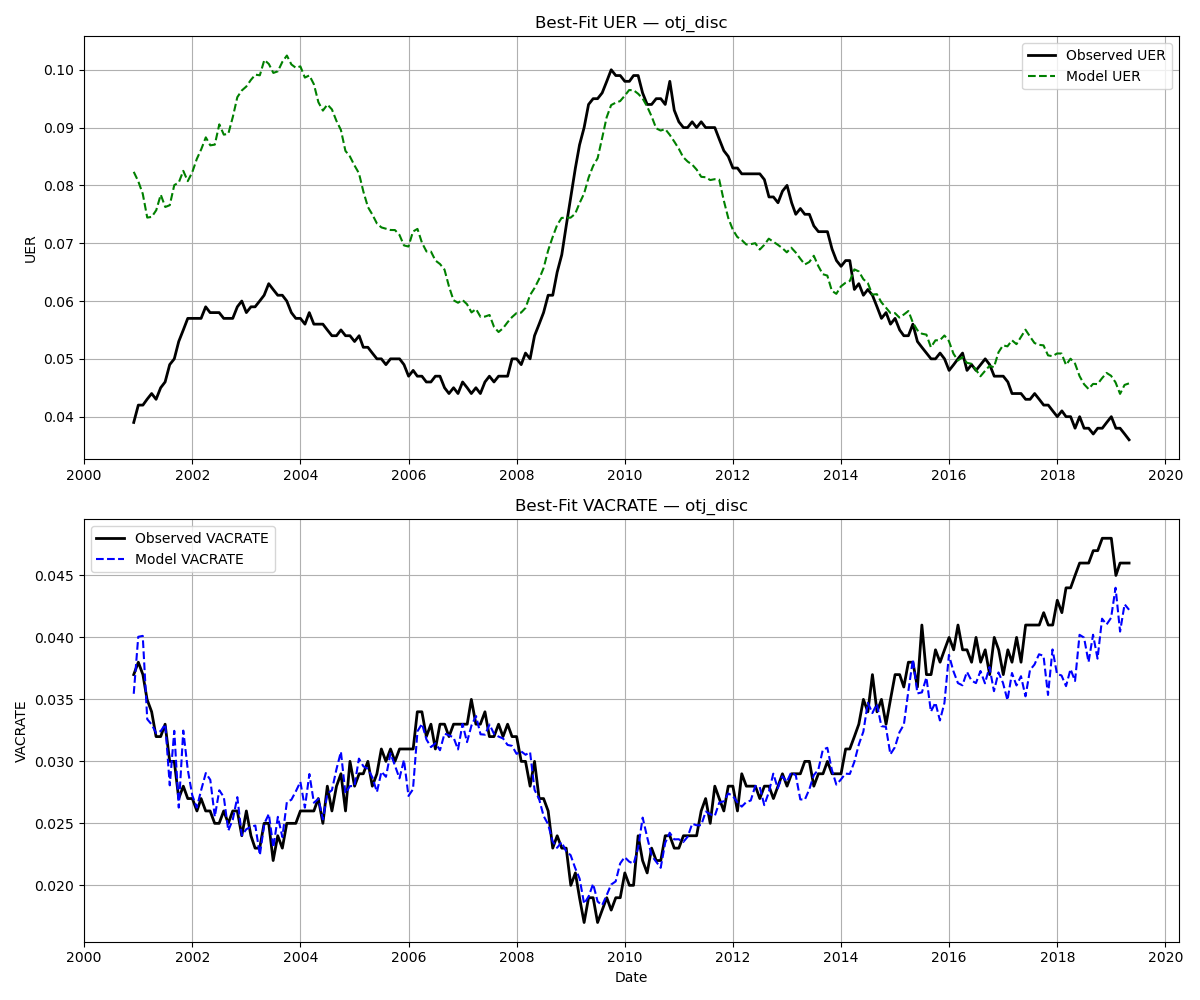 Best-Fit UER — otj_disc
0.10
0.09
0.08
0.07
0.06
0.05
0.04
UER
Observed UER
Model UER
2000 2002 2004 2006 2008 2010 2012 2014 2016 2018 2020
Best-Fit VACRATE — otj_disc
Observed VACRATE
Model VACRATE
0.045
0.040
0.035
0.030
0.025
0.020
VACRATE
2000 2002 2004 2006 2008 2010 2012 2014 2016 2018 2020
Date